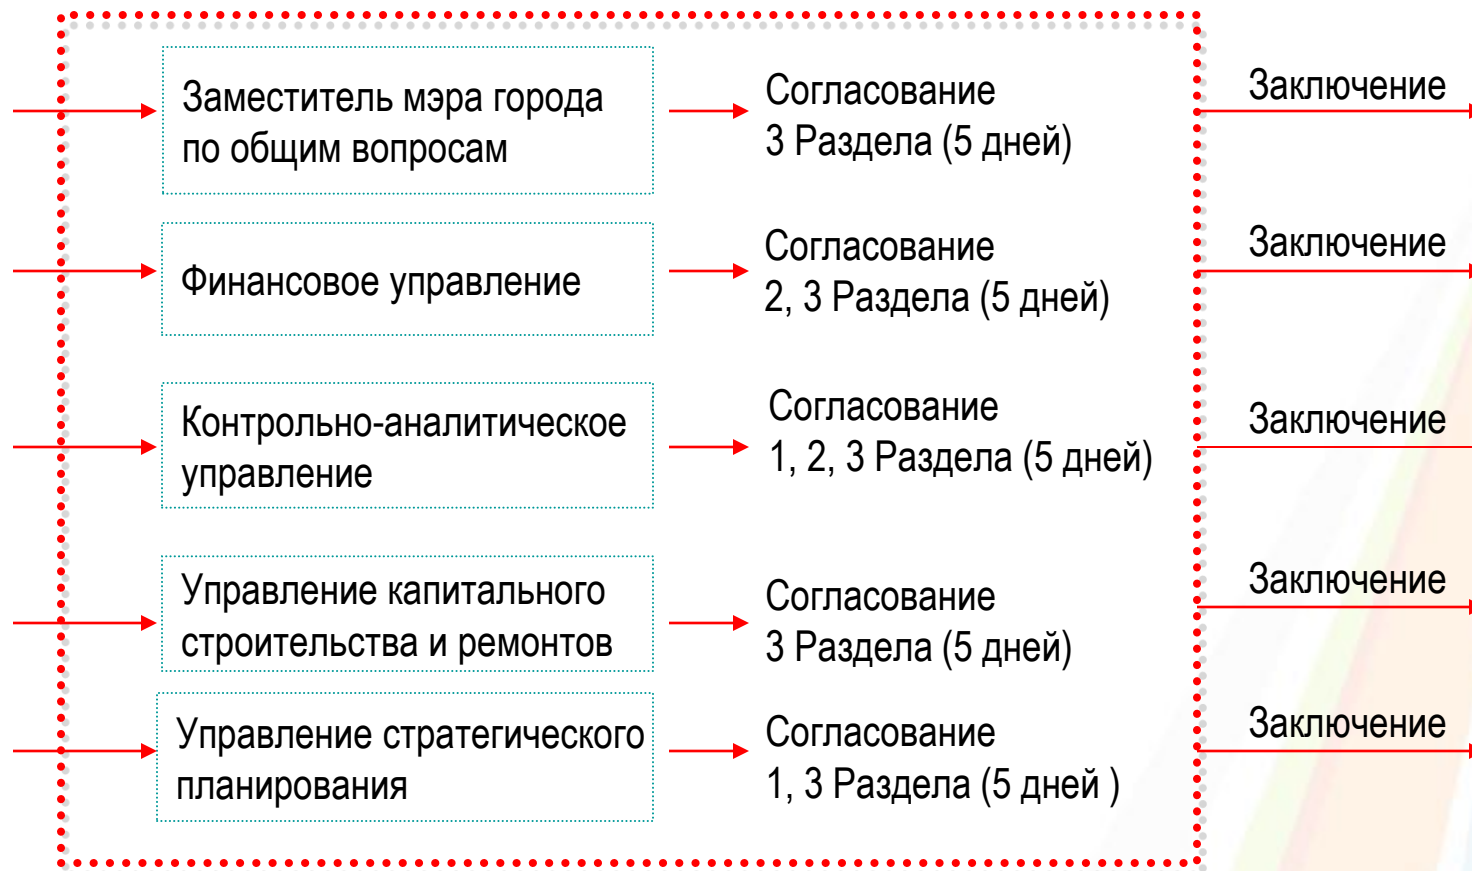 Заместитель мэра города
по общим вопросам
Согласование
3 Раздела (5 дней)
Заключение
Финансовое управление
Согласование
2, 3 Раздела (5 дней)
Заключение
Контрольно-аналитическое
управление
Согласование
1, 2, 3 Раздела (5 дней)
Заключение
Управление капитального
строительства и ремонтов
Согласование
3 Раздела (5 дней)
Заключение
Управление стратегического
планирования
Согласование
1, 3 Раздела (5 дней )
Заключение